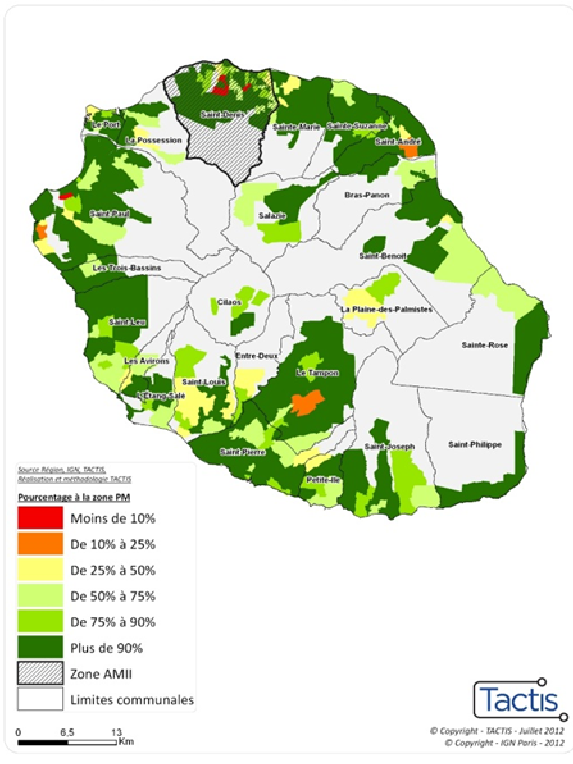 Saint-Denis
Le Port
La Possession
Sainte-Marie
Sainte-Suzanne
Saint-André
Bras-Panon
Saint-Paul
Salazie
Saint-Benoit
Les Trois-Bassins
Cilaos
La Plaine-des-Palmistes
Saint-Leu
Sainte-Rose
Les Avirons
Entre-Deux
Le Tampon
L'Etang-Salé
Saint-Louis
Saint-Pierre
Saint-Joseph
Saint-Philippe
Petite-Ile
Source Région, IGN, TACTIS,
Réalisation et méthodologie TACTIS
Pourcentage à la zone PM
Moins de 10%
De 10% à 25%
De 25% à 50%
De 50% à 75%
De 75% à 90%
Plus de 90%
Zone AMII
Limites communales
0 6,5 13
Km
Tactis
© Copyright - TACTIS - Juillet 2012
© Copyright - IGN Paris - 2012